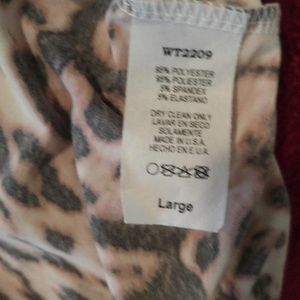 WT2209
95% POLYESTER
95% POLIESTER
5% SPANDEX
5% ELASTANO
DRY CLEAN ONLY
LAVAR EN SECO
SOLAMENTE
MADE IN U.S.A.
HECHO EN E.U.A.
Large